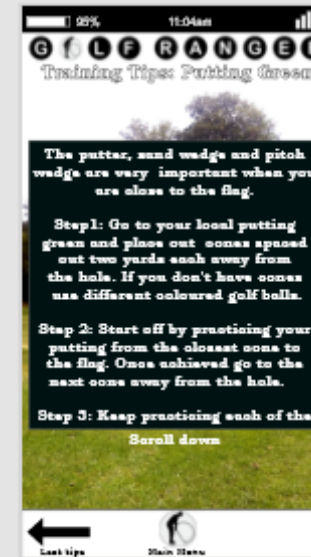 96% 11:04am
GOLF RANGE
Training Tips: Putting Green
The putter, sand wedge and pitch
wedge are very important when you
are close to the flag.
Step1: Go to your local putting
green and place out cones spaced
out two yards each away from
the hole. If you don't have cones
use different coloured golf balls.
Step 2: Start off by practicing your
putting from the closest cone to
the flag. Once achieved go to the
next cone away from the hole.
Step 3: Keep practicing each of the
Scroll down
Last tips Main Menu